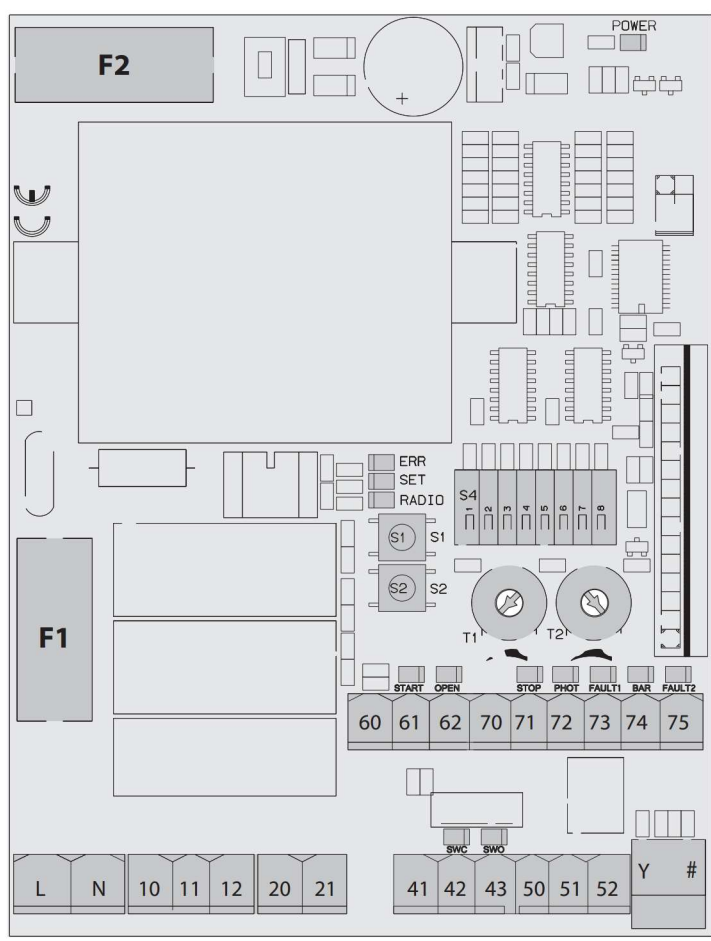 POWER
F2
+
ERR
SET
RADIO
S4
1 2 3 4 5 6 7 8
S1 S1
S2 S2
T1 T2
F1
START OPEN STOP PHOT FAULT1 BAR FAULT2
60 61 62 70 71 72 73 74 75
SWC SWO
L N 10 11 12 20 21 41 42 43 50 51 52 Y #